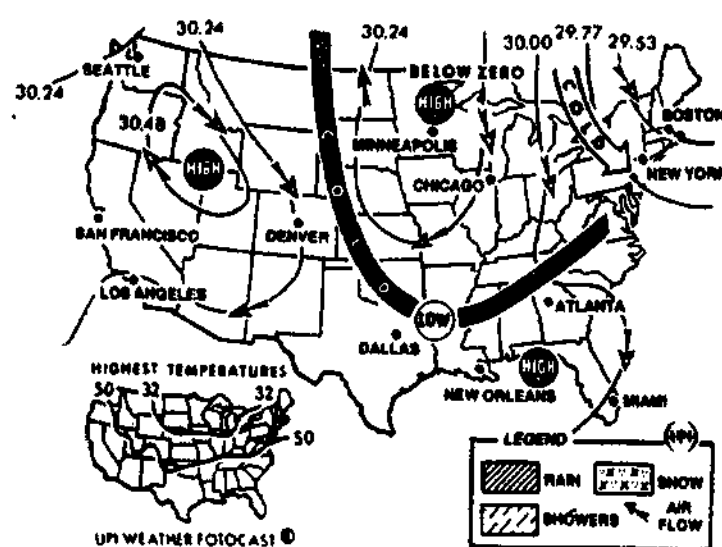 30.24
30.24
30.00
29.77
29.53
SEATTLE
BELOW ZERO
30.24
HIGH
COLD
BOSTON
30.48
MINNEAPOLIS
HIGH
CHICAGO
NEW YORK
SAN FRANCISCO
DENVER
LOS ANGELES
ATLANTA
LOW
DALLAS
HIGHEST TEMPERATURES
HIGH
NEW ORLEANS
50
32
32
MIAMI
50
LEGEND
UPI
RAIN
SNOW
SHOWERS
AIR
FLOW
UPI WEATHER FOTOCAST ©